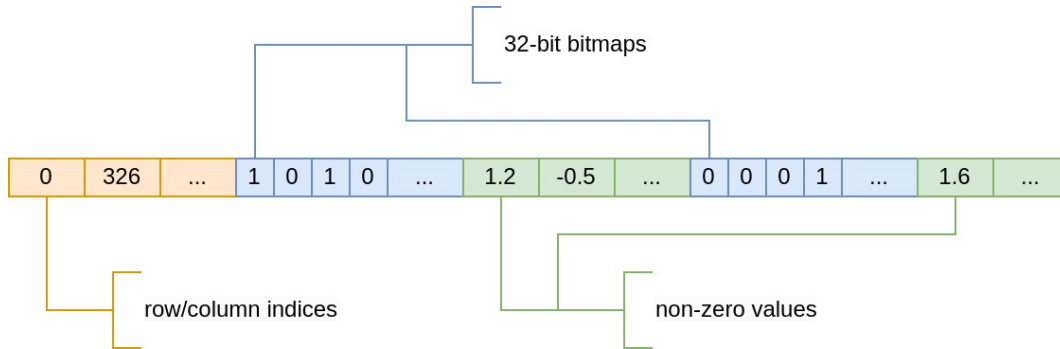 32-bit bitmaps
0 326 ... 1 0 1 0 ... 1.2 -0.5 ... 0 0 0 1 ... 1.6 ...
row/column indices
non-zero values